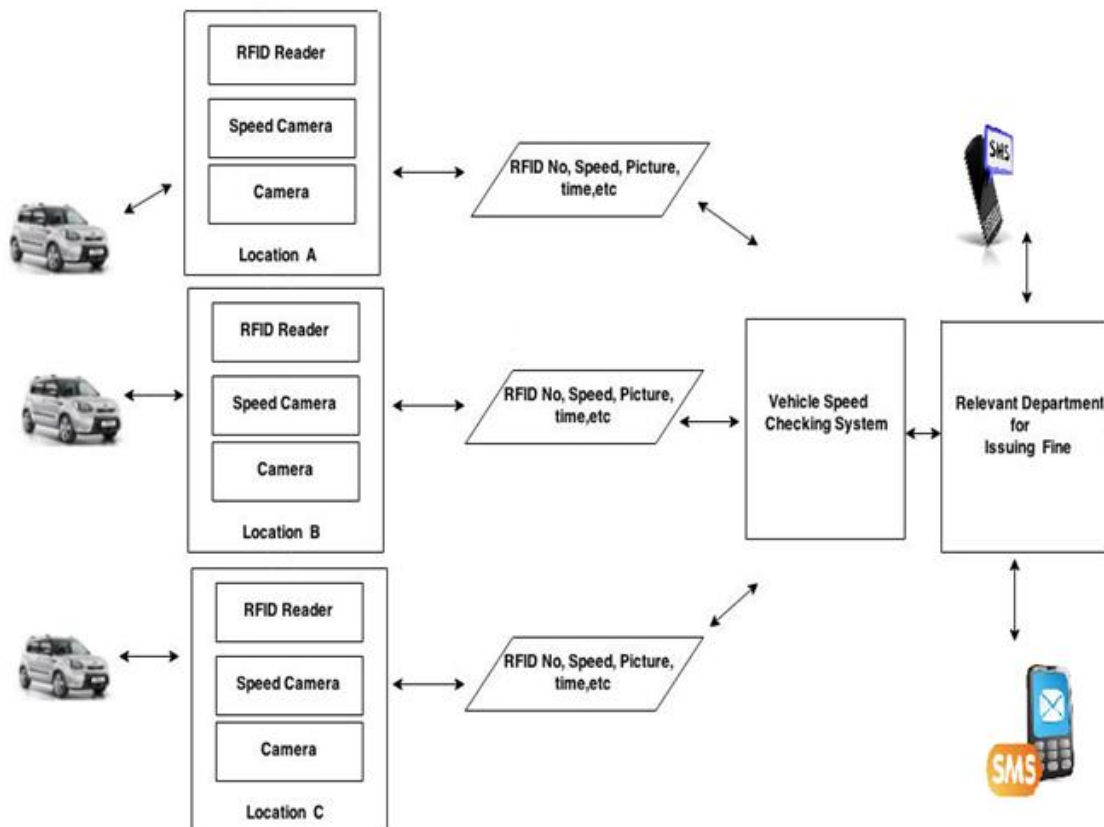 RFID Reader
Speed Camera
Camera
Location A
RFID No, Speed, Picture,
time,etc
SMS
RFID Reader
Speed Camera
Camera
Location B
RFID No, Speed, Picture,
time,etc
Vehicle Speed
Checking System
Relevant Department
for
Issuing Fine
RFID Reader
Speed Camera
Camera
Location C
RFID No, Speed, Picture,
time,etc
SMS